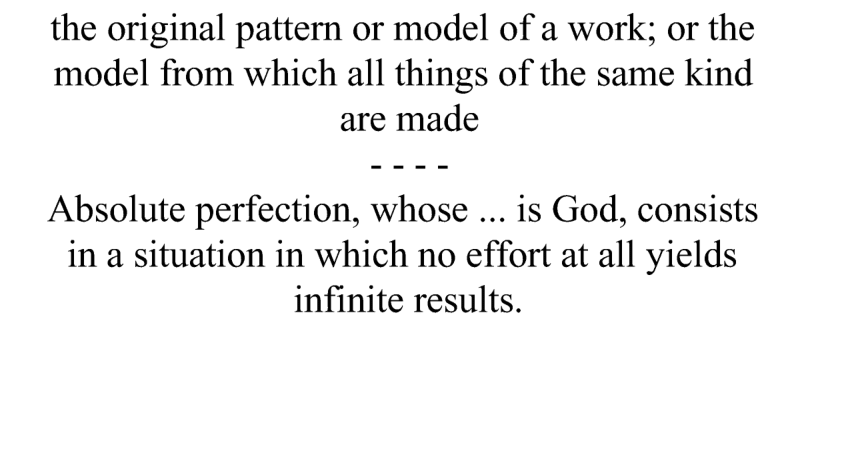 the original pattern or model of a work; or the
model from which all things of the same kind
are made
- - - -
Absolute perfection, whose ... is God, consists
in a situation in which no effort at all yields
infinite results.